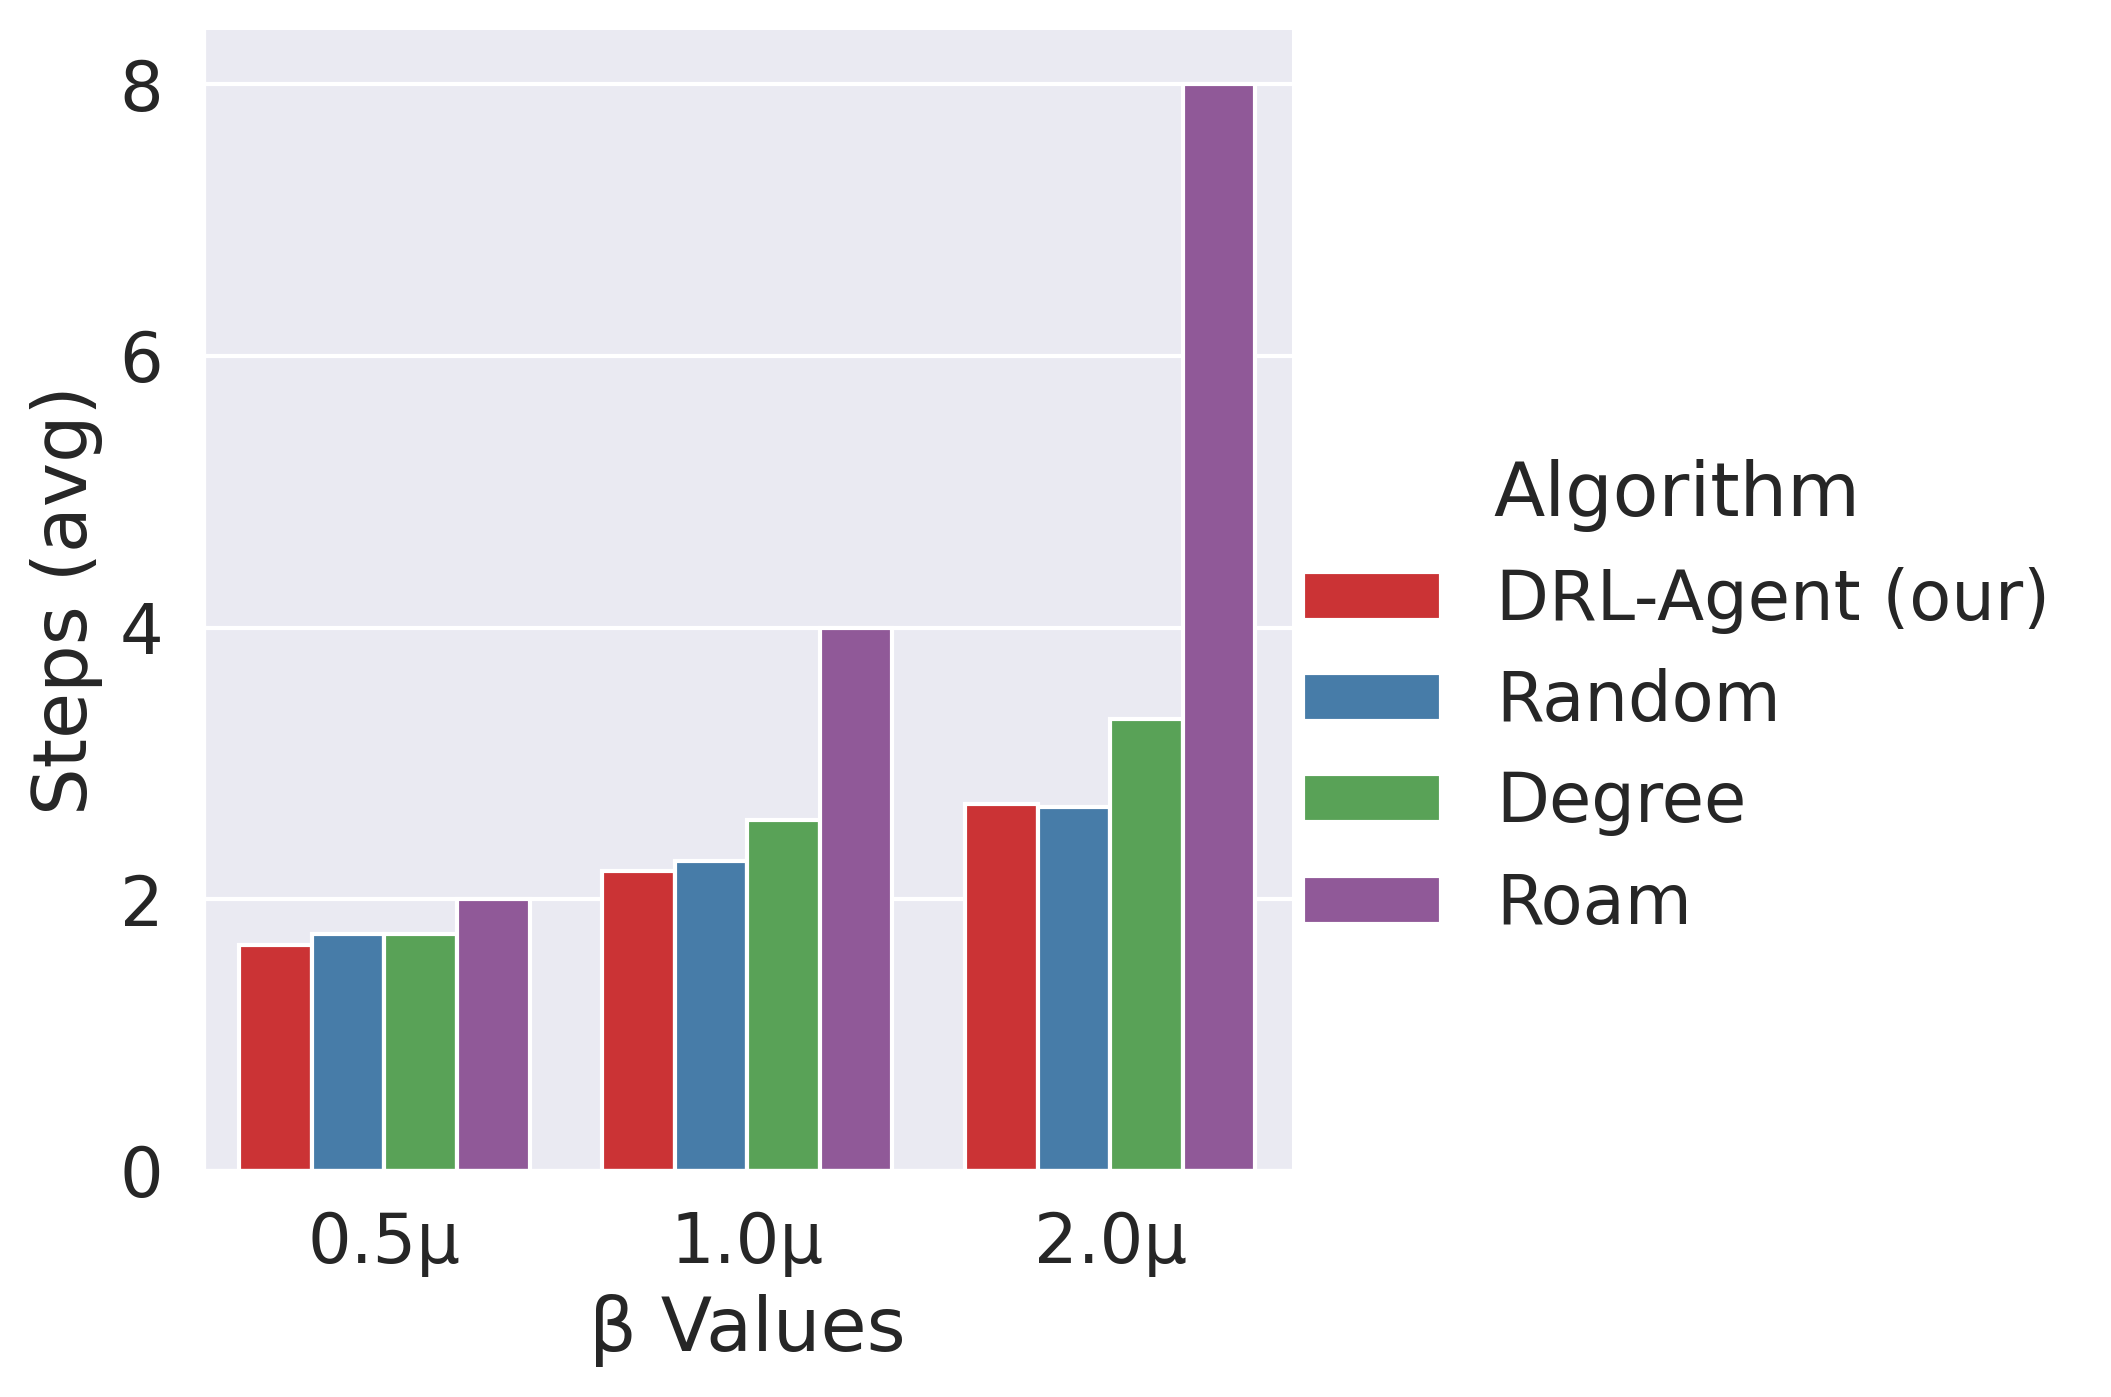 8
6
4
2
0
Steps (avg)
0.5μ 1.0μ 2.0μ
β Values
Algorithm
DRL-Agent (our)
Random
Degree
Roam